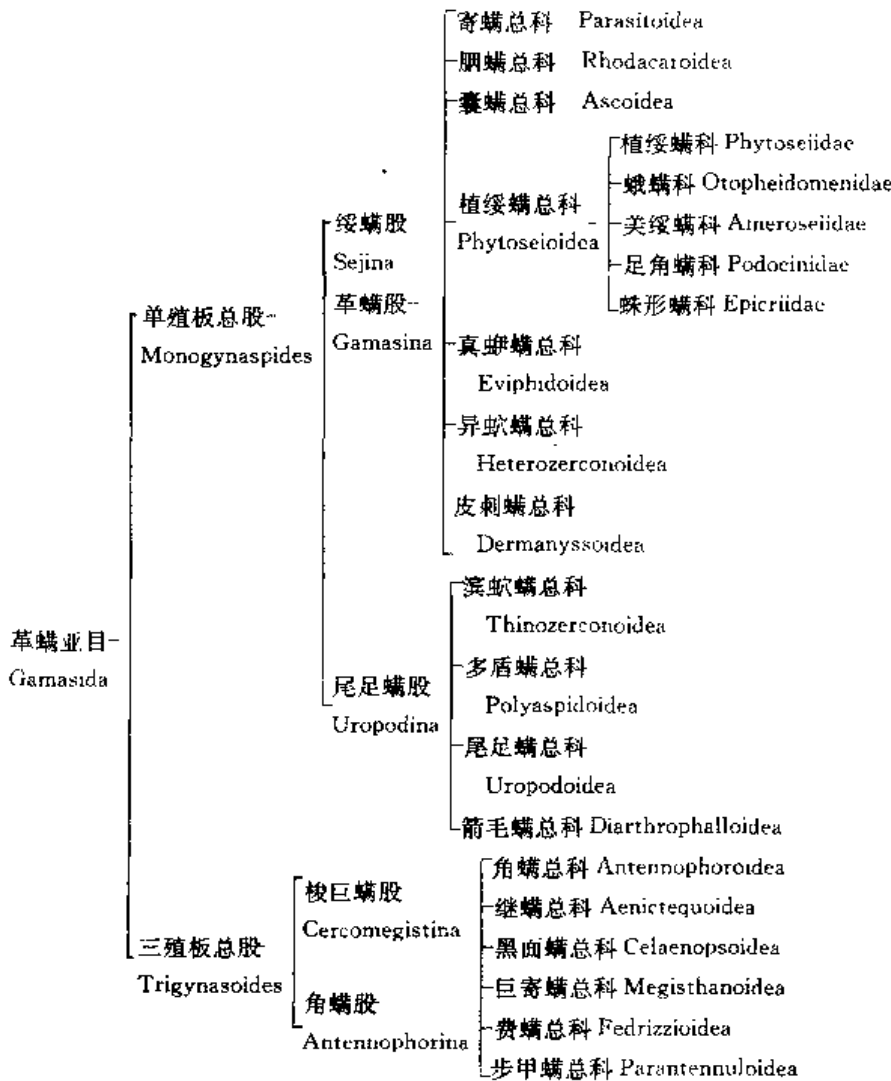 寄螨总科 Parasitoidea
胭螨总科 Rhodacaroidea
囊螨总科 Ascoidea
植绥螨科 Phytoseiidae
蛾螨科 Otopheidomenidae
植绥螨总科
Phytoseioidea
美绥螨科 Ameroseiidae
足角螨科 Podocinidae
蛛形螨科 Epicriidae
绥螨股
Sejina
革螨股
Gamasina
单殖板总股
Monogynaspides
真蝣螨总科
Eviphidoidea
异蚖螨总科
Heterozerconoidea
皮刺螨总科
Dermanyssoidea
滨蚖螨总科
Thinozerconoidea
革螨亚目
Gamasida
多盾螨总科
Polyaspidoidea
尾足螨股
Uropodina
尾足螨总科
Uropodoidea
箭毛螨总科 Diarthrophalloidea
角螨总科 Antennophoroidea
梭巨螨股
Cercomegistina
继螨总科 Aenictequoidea
黑面螨总科 Celaenopsoidea
三殖板总股
Trigynasoides
巨寄螨总科 Megisthanoidea
角螨股
Antennophorina
费螨总科 Fedrizzioidea
步甲螨总科 Parantennuloidea